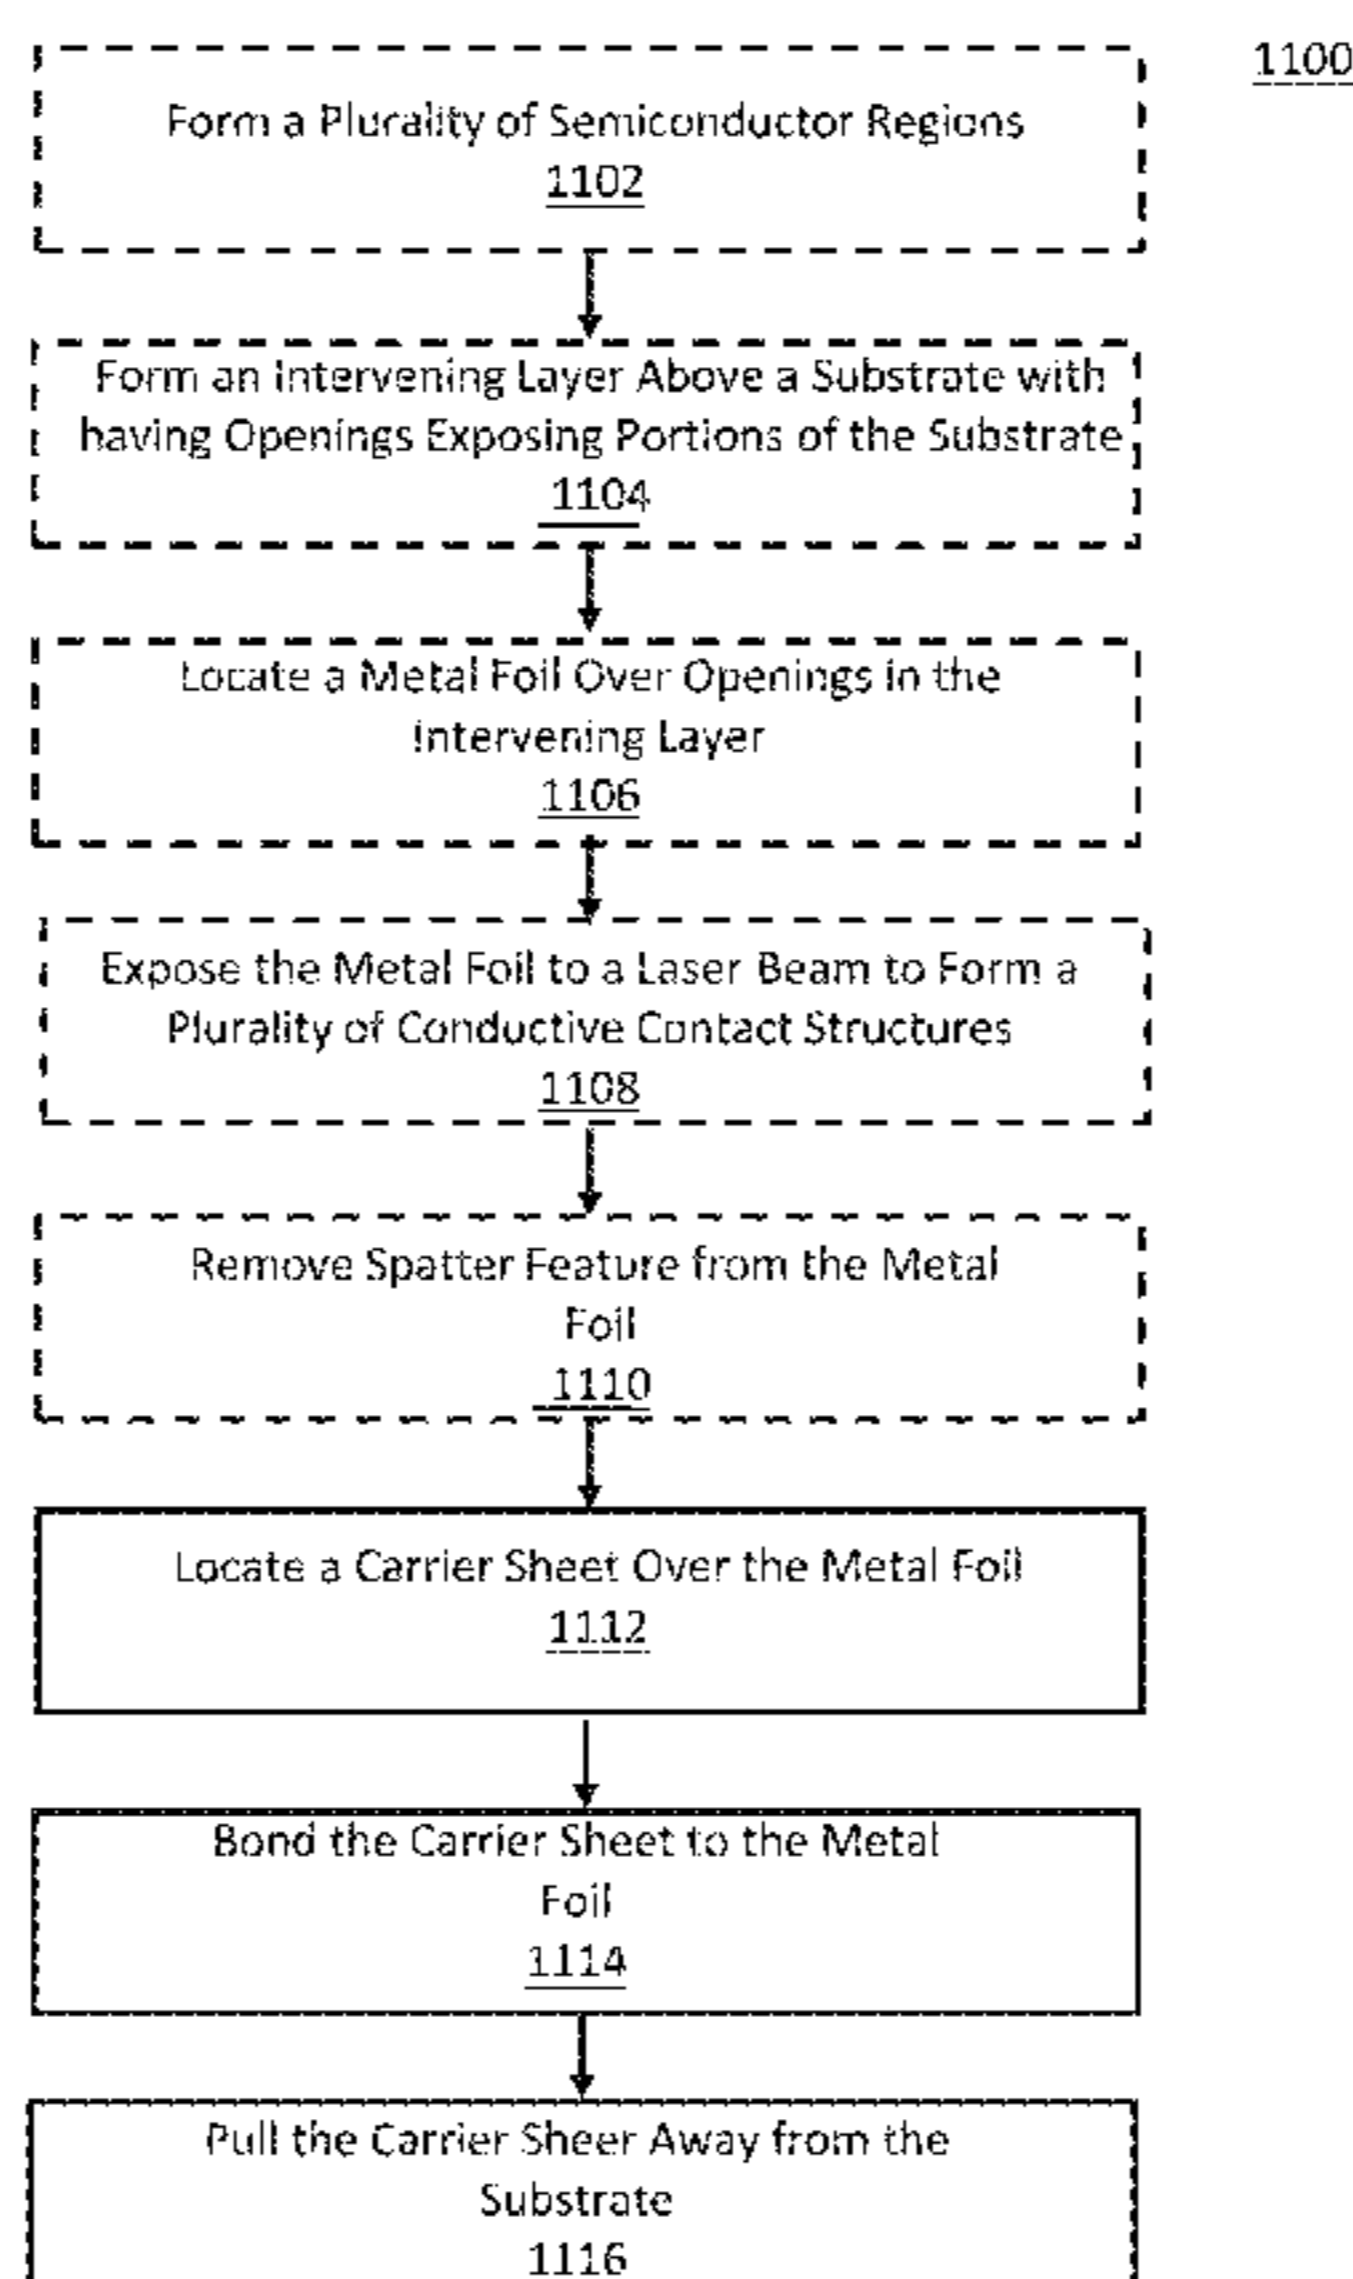 1100
Form a Plurality of Semiconductor Regions
1102
Form an Intervening Layer Above a Substrate with
having Openings Exposing Portions of the Substrate
1104
Locate a Metal Foil Over Openings in the
Intervening Layer
1106
Expose the Metal Foil to a Laser Beam to Form a
Plurality of Conductive Contact Structures
1108
Remove Spatter Feature from the Metal
Foil
1110
Locate a Carrier Sheet Over the Metal Foil
1112
Bond the Carrier Sheet to the Metal
Foil
1114
Pull the Carrier Sheer Away from the
Substrate
1116